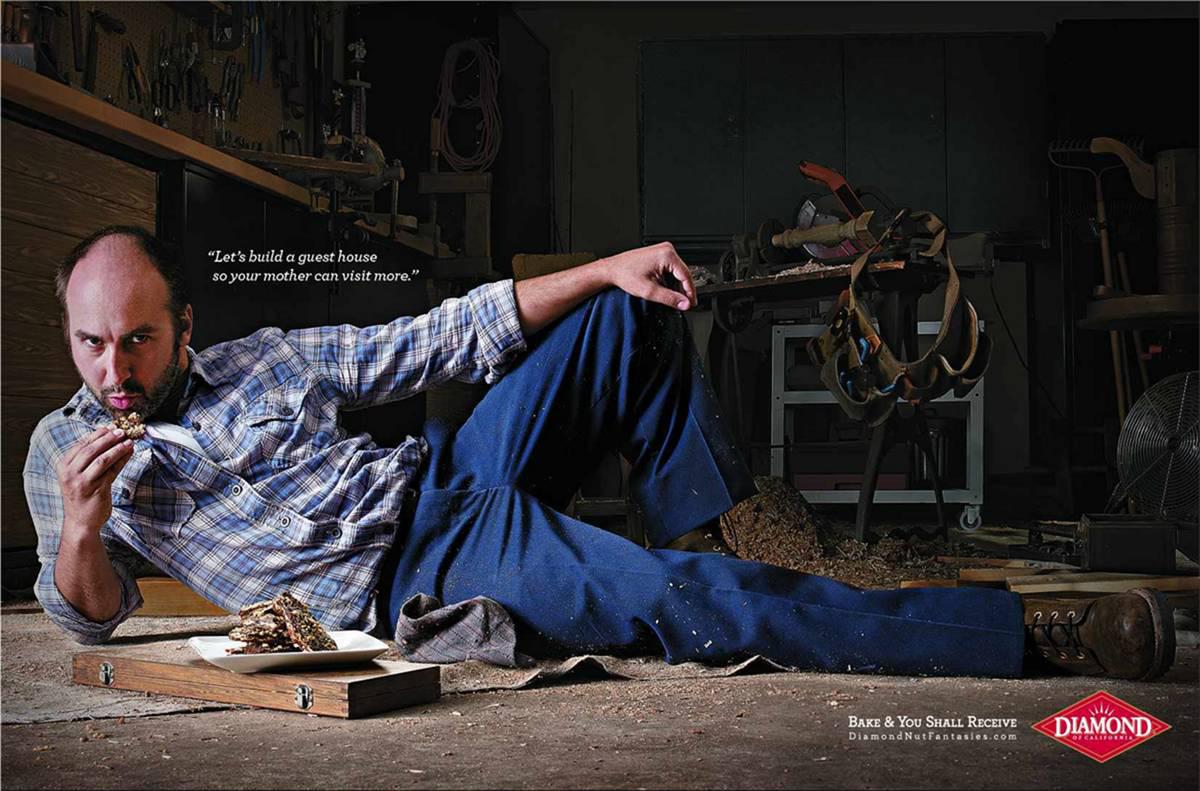 “Let’s build a guest house
so your mother can visit more.”
Bake & You Shall Receive
DiamondNutFantasies.com
DIAMOND
OF CALIFORNIA